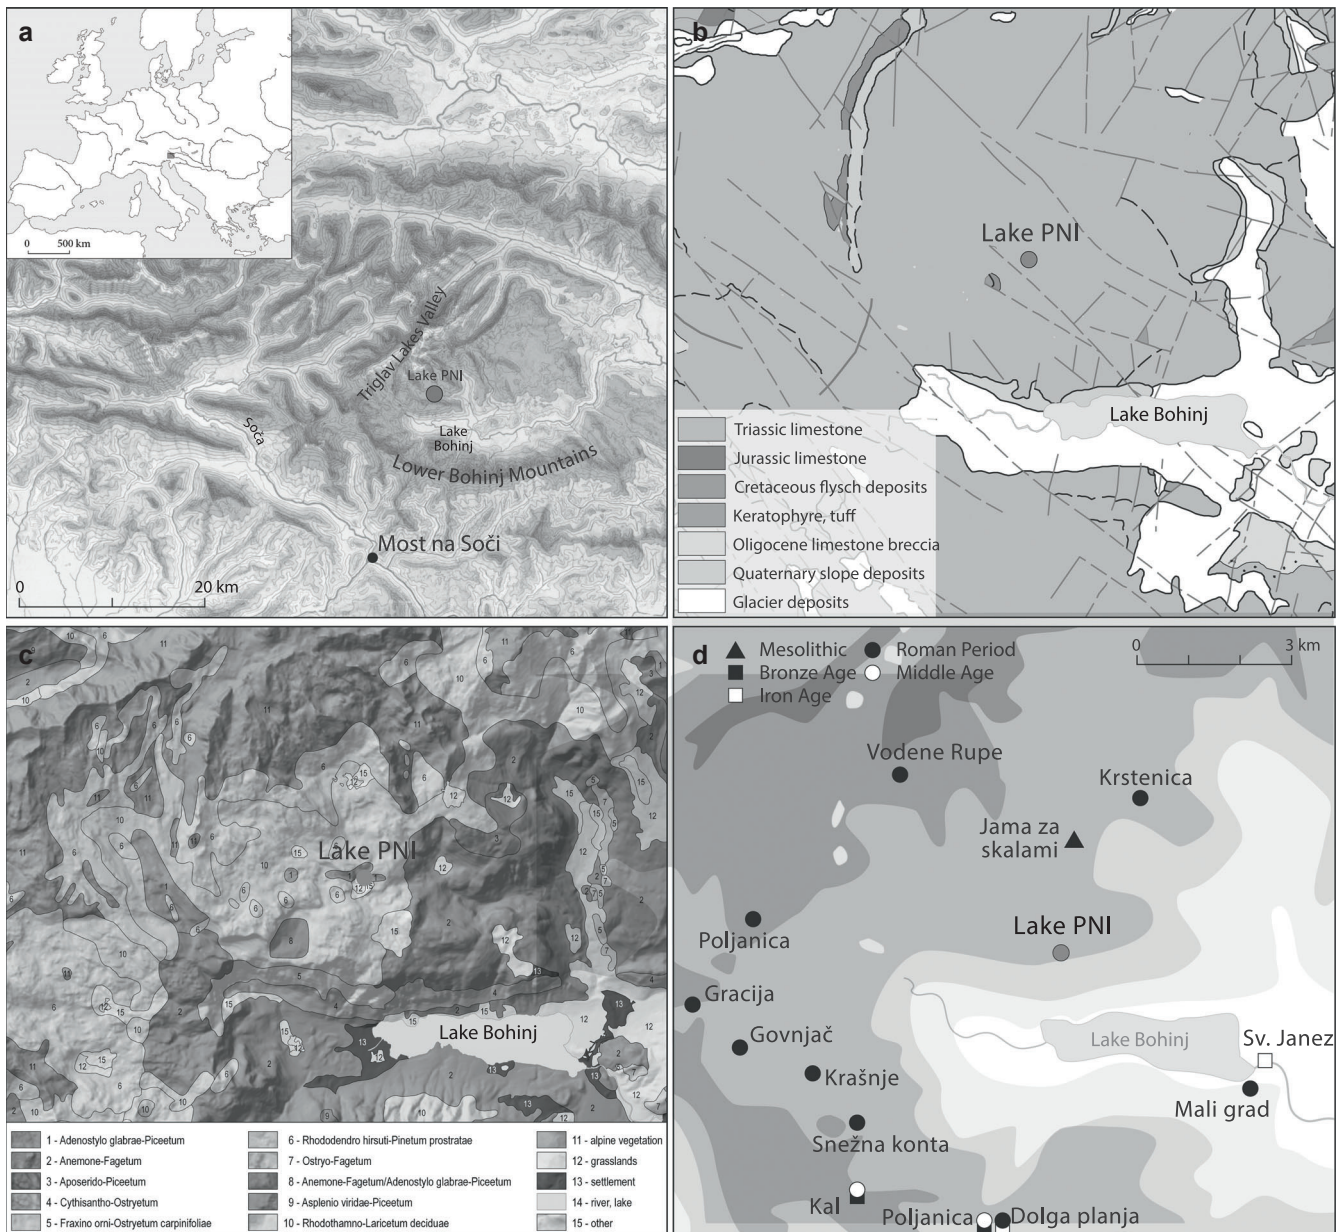 a
0 500 km
Triglav Lakes Valley
Lake PNI
Lake
Bohinj
Soča
Lower Bohinj Mountains
Most na Soči
0 20 km
b
Lake PNI
Lake Bohinj
Triassic limestone
Jurassic limestone
Cretaceous flysch deposits
Keratophyre, tuff
Oligocene limestone breccia
Quaternary slope deposits
Glacier deposits
c
Lake PNI
Lake Bohinj
1 - Adenostylo glabrae-Piceetum
2 - Anemone-Fagetum
3 - Aposerido-Piceetum
4 - Cythisantho-Ostryetum
5 - Fraxino orni-Ostryetum carpinifoliae
6 - Rhododendro hirsuti-Pinetum prostratae
7 - Ostryo-Fagetum
8 - Anemone-Fagetum/Adenostylo glabrae-Piceetum
9 - Asplenio viridae-Piceetum
10 - Rhodothamno-Laricetum deciduae
11 - alpine vegetation
12 - grasslands
13 - settlement
14 - river, lake
15 - other
d
Mesolithic
Bronze Age
Iron Age
Roman Period
Middle Age
0 3 km
Vodene Rupe
Krstenica
Jama za
skalami
Poljanica
Lake PNI
Gracija
Govnjač
Lake Bohinj
Sv. Janez
Krašnje
Mali grad
Snežna konta
Kal
Poljanica
Dolga planja